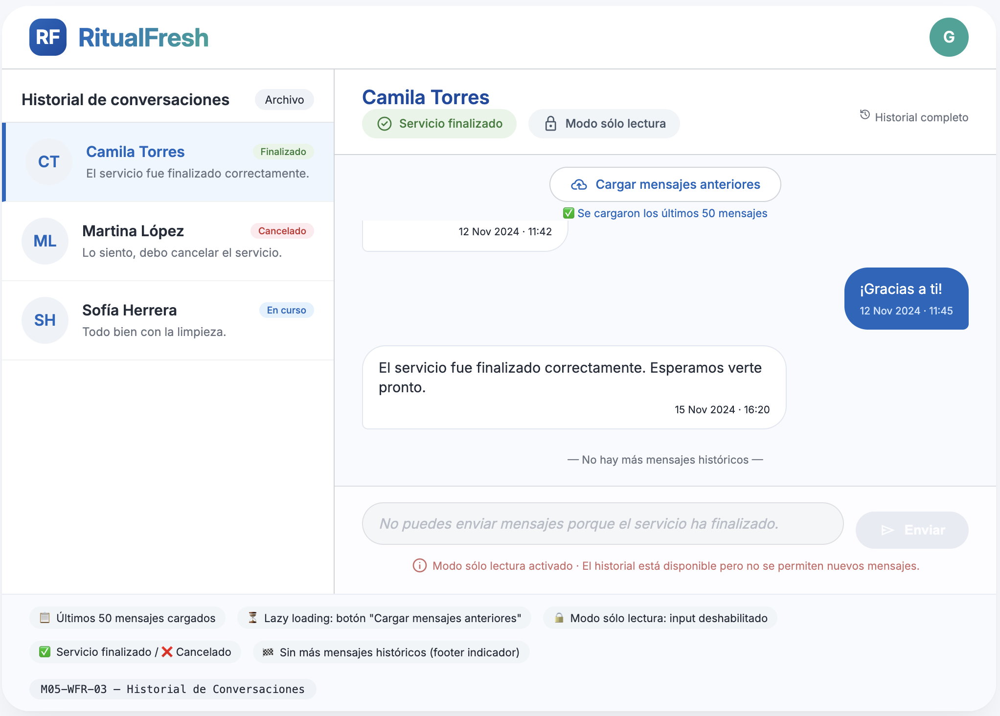 RF RitualFresh
G
Historial de conversaciones
Archivo
CT
Camila Torres
Finalizado
El servicio fue finalizado correctamente.
ML
Martina López
Cancelado
Lo siento, debo cancelar el servicio.
SH
Sofía Herrera
En curso
Todo bien con la limpieza.
Camila Torres
Servicio finalizado
Modo sólo lectura
Historial completo
Cargar mensajes anteriores
✅ Se cargaron los últimos 50 mensajes
12 Nov 2024 · 11:42
¡Gracias a ti!
12 Nov 2024 · 11:45
El servicio fue finalizado correctamente. Esperamos verte
pronto.
15 Nov 2024 · 16:20
— No hay más mensajes históricos —
No puedes enviar mensajes porque el servicio ha finalizado.
Enviar
Modo sólo lectura activado · El historial está disponible pero no se permiten nuevos mensajes.
📋 Últimos 50 mensajes cargados
⏳ Lazy loading: botón "Cargar mensajes anteriores"
🔒 Modo sólo lectura: input deshabilitado
✅ Servicio finalizado / ❌ Cancelado
🏁 Sin más mensajes históricos (footer indicador)
M05–WFR–03 — Historial de Conversaciones